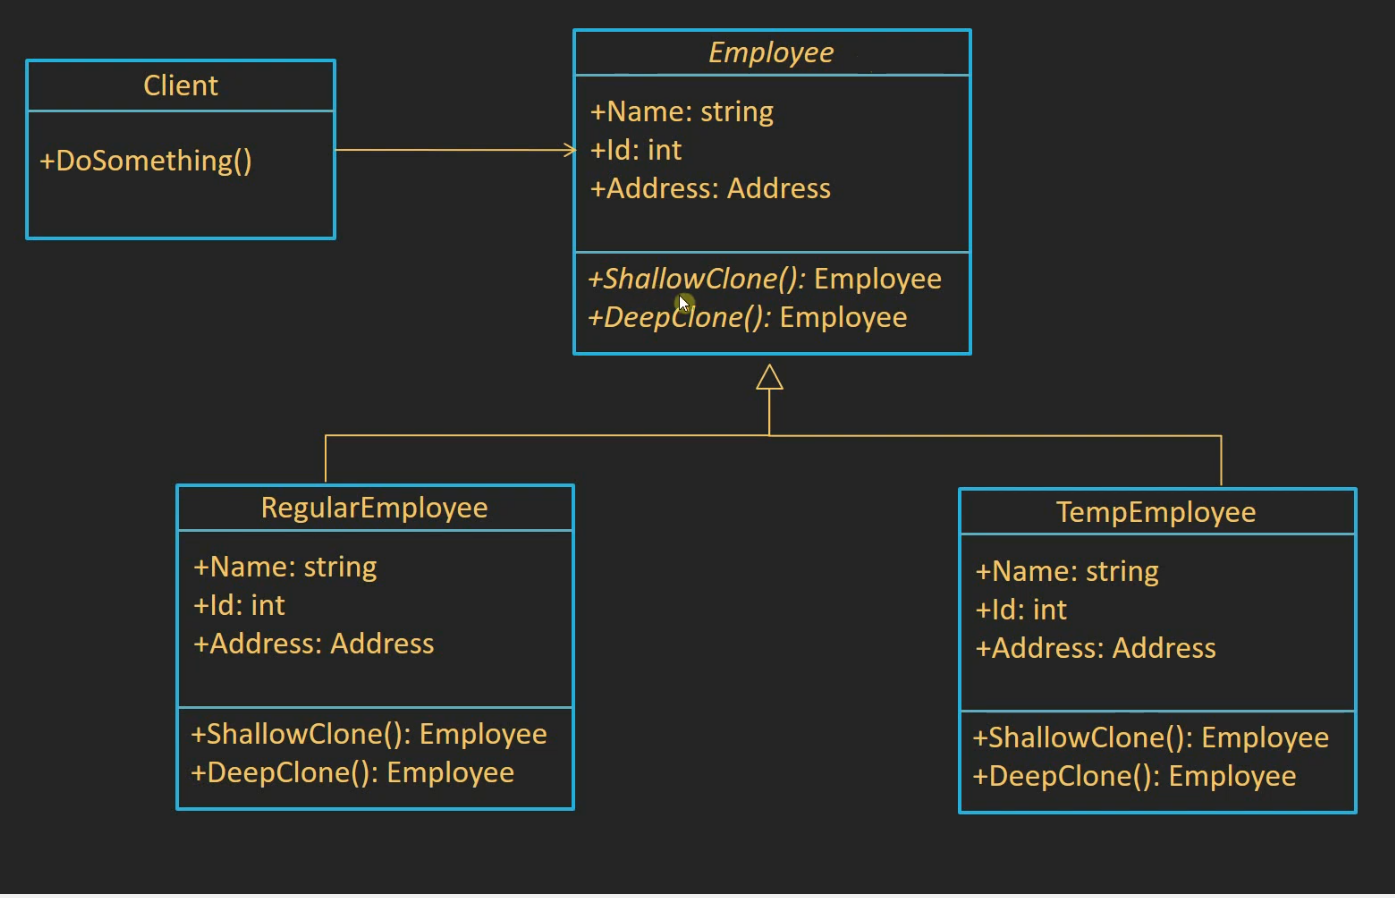 Client
+DoSomething()
Employee
+Name: string
+Id: int
+Address: Address
+ShallowClone(): Employee
+DeepClone(): Employee
RegularEmployee
+Name: string
+Id: int
+Address: Address
+ShallowClone(): Employee
+DeepClone(): Employee
TempEmployee
+Name: string
+Id: int
+Address: Address
+ShallowClone(): Employee
+DeepClone(): Employee